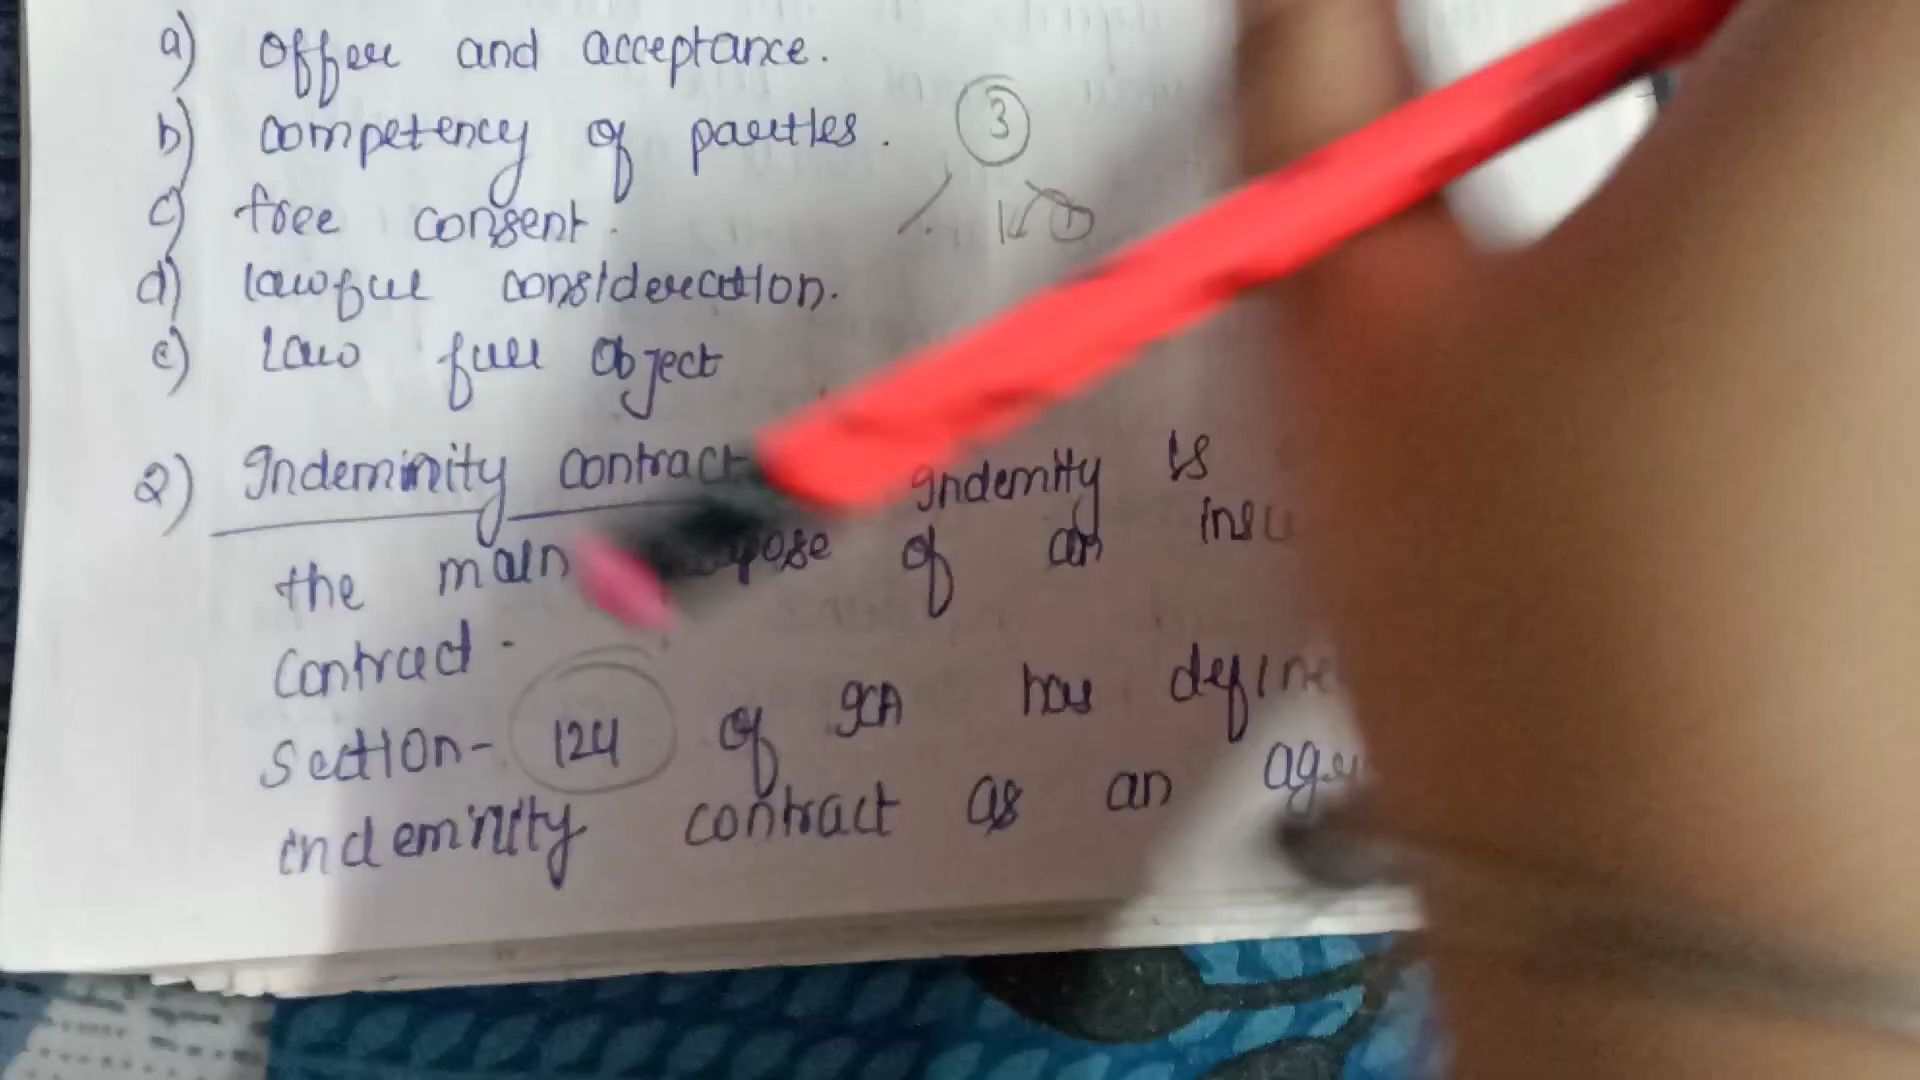 a) offer and acceptance.
b) competency of parties.
3
c) free consent.
d) lawful consideration.
e) law full object
2) Indeminity contract Indemity is
the main of an
contract.
Section- 124 of ICA has
indeminity contract as an